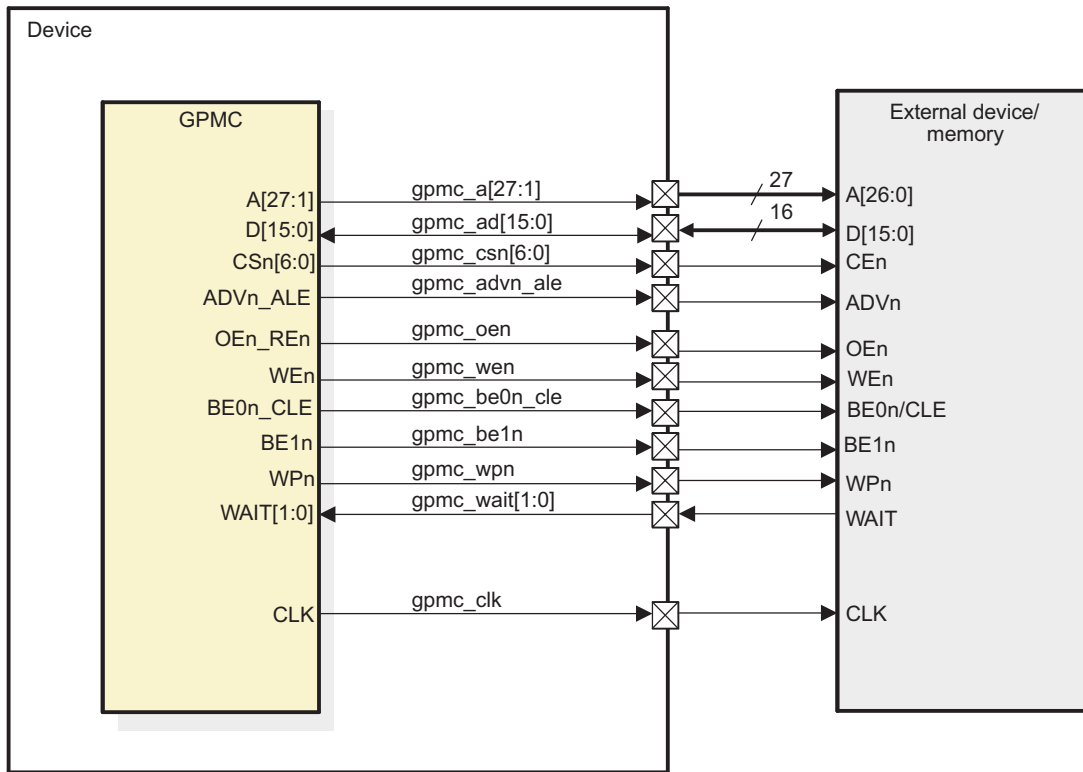 Device
GPMC
External device/
memory
A[27:1]
gpmc_a[27:1]
27
A[26:0]
D[15:0]
gpmc_ad[15:0]
16
D[15:0]
CSn[6:0]
gpmc_csn[6:0]
CEn
ADVn_ALE
gpmc_advn_ale
ADVn
OEn_REn
gpmc_oen
OEn
WEn
gpmc_wen
WEn
BE0n_CLE
gpmc_be0n_cle
BE0n/CLE
BE1n
gpmc_be1n
BE1n
WPn
gpmc_wpn
WPn
WAIT[1:0]
gpmc_wait[1:0]
WAIT
CLK
gpmc_clk
CLK